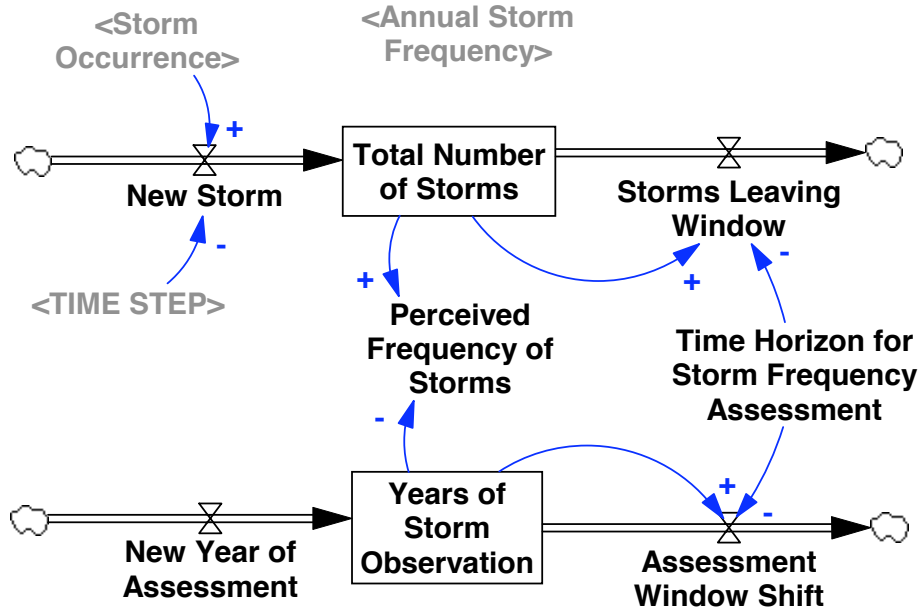 <Storm
Occurrence>
<Annual Storm
Frequency>
+
Total Number
of Storms
New Storm
Storms Leaving
Window
-
-
+
+
<TIME STEP>
Perceived
Frequency of
Storms
Time Horizon for
Storm Frequency
Assessment
-
+
-
Years of
Storm
Observation
New Year of
Assessment
Assessment
Window Shift